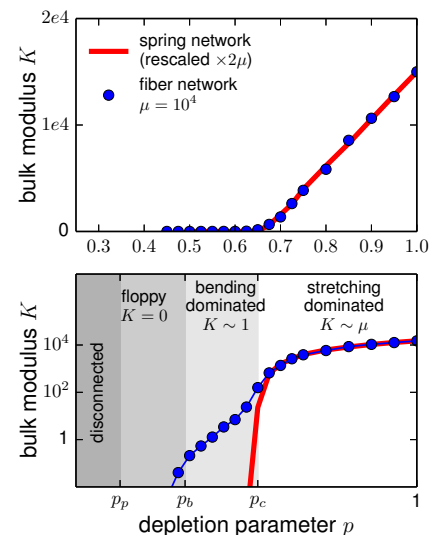 2e4
1e4
0
bulk modulus K
spring network
(rescaled ×2μ)
fiber network
μ = 10⁴
0.3 0.4 0.5 0.6 0.7 0.8 0.9 1.0
bulk modulus K
10⁴
10²
1
disconnected
floppy
K = 0
bending
dominated
K ∼ 1
stretching
dominated
K ∼ μ
p_p p_b p_c 1
depletion parameter p